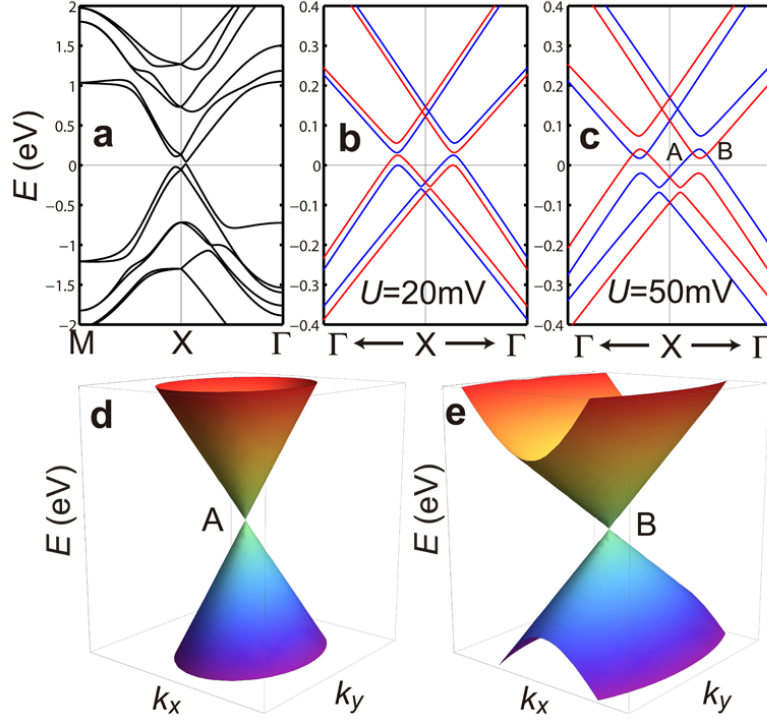 2
1.5
1
0.5
0
−0.5
−1
−1.5
−2
E (eV)
a
M X Γ
0.4
0.3
0.2
0.1
0
−0.1
−0.2
−0.3
−0.4
b
U=20mV
Γ ← X → Γ
0.4
0.3
0.2
0.1
0
−0.1
−0.2
−0.3
−0.4
c
A B
U=50mV
Γ ← X → Γ
d
E (eV)
A
kx ky
e
E (eV)
B
kx ky